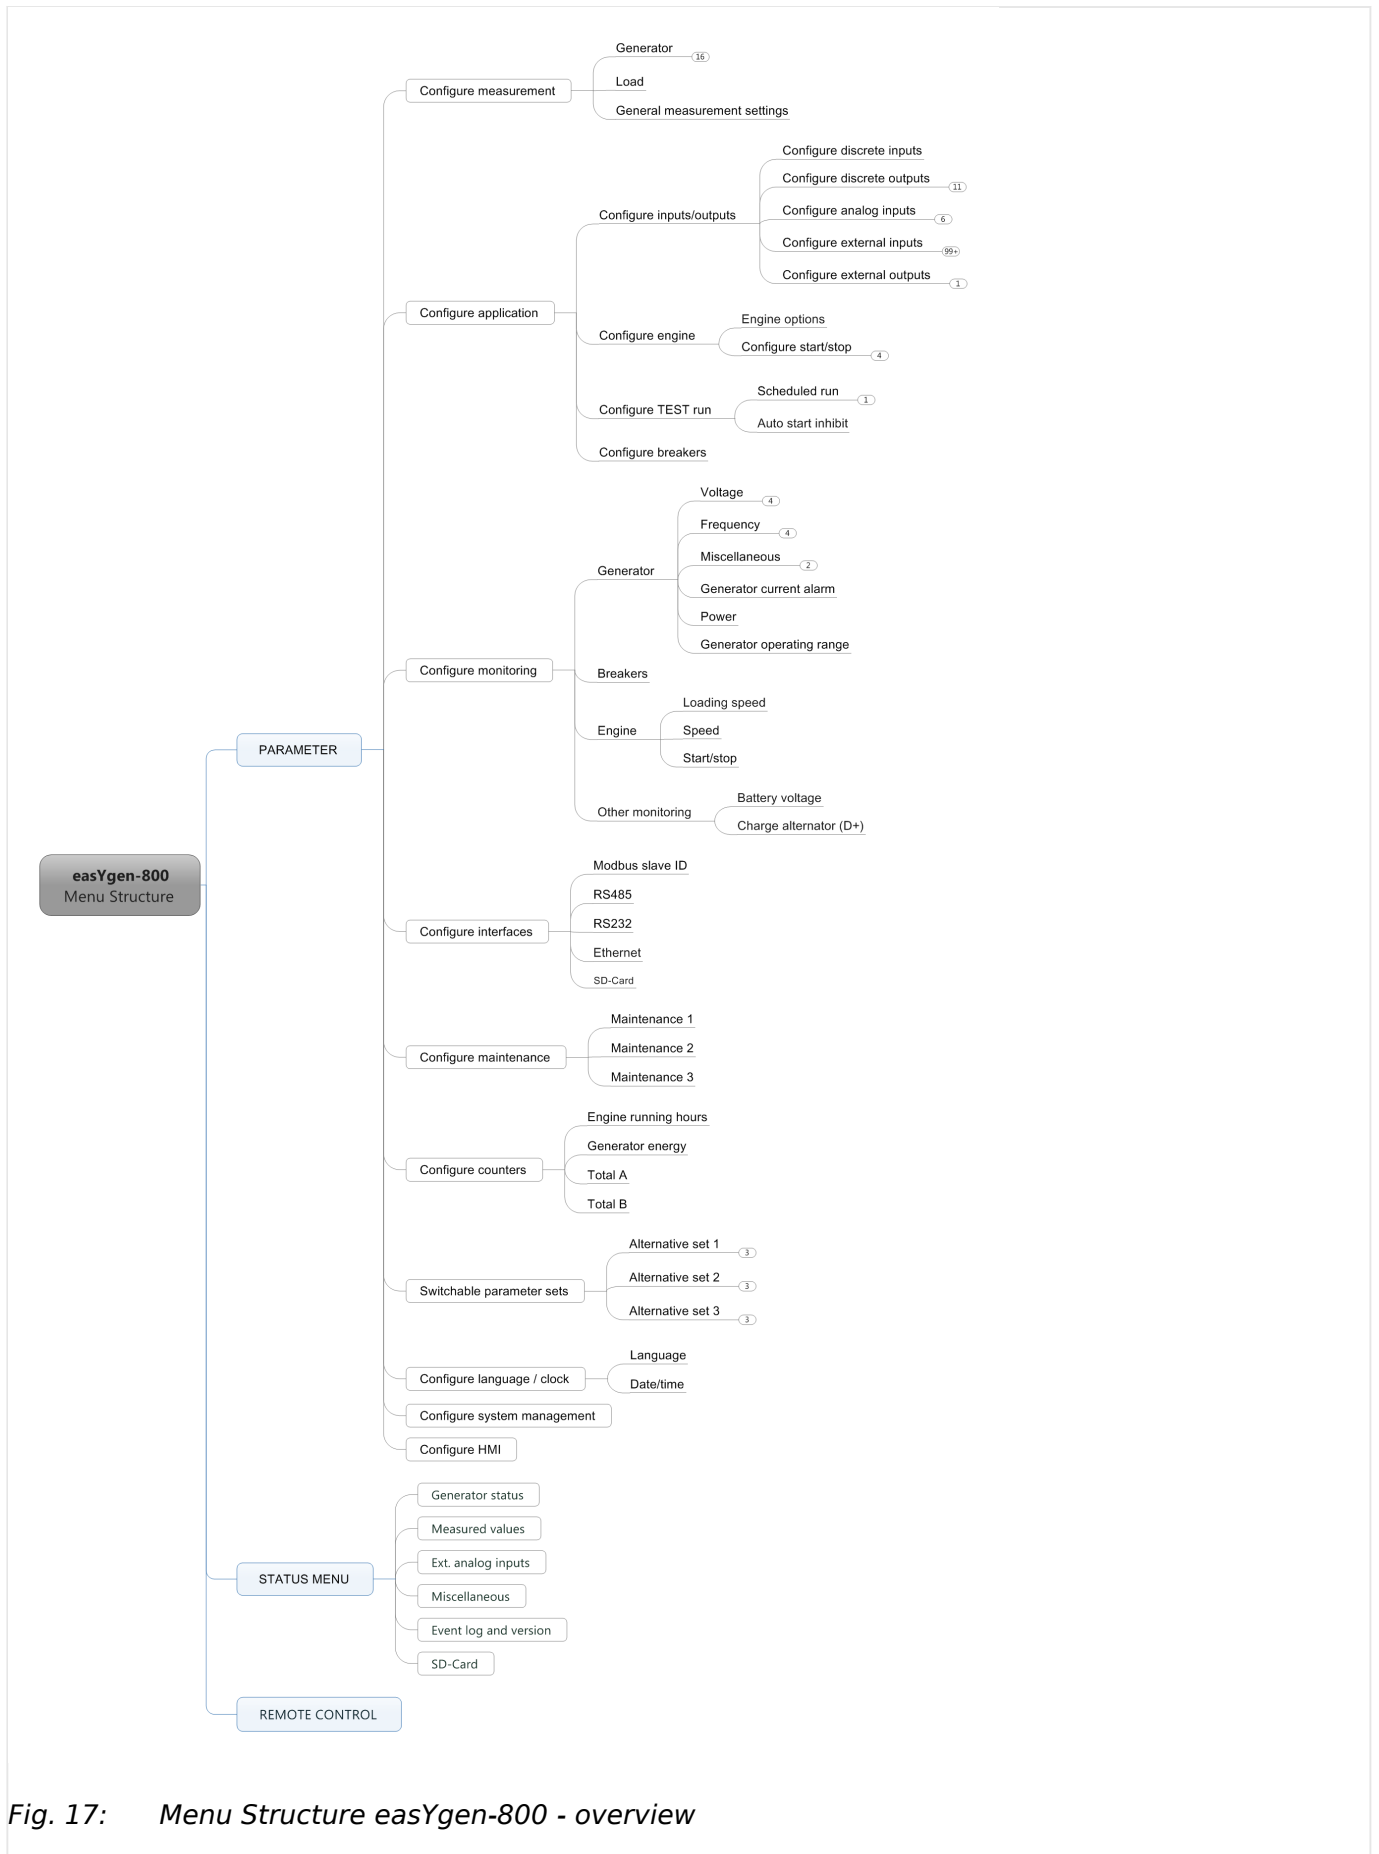 Generator
16
Configure measurement
Load
General measurement settings
Configure discrete inputs
Configure discrete outputs
11
Configure inputs/outputs
Configure analog inputs
6
Configure external inputs
99+
Configure external outputs
1
Configure application
Engine options
Configure engine
Configure start/stop
4
Scheduled run
1
Configure TEST run
Auto start inhibit
Configure breakers
Voltage
4
Frequency
4
Miscellaneous
2
Generator
Generator current alarm
Power
Generator operating range
Configure monitoring
Breakers
Loading speed
Engine
Speed
Start/stop
PARAMETER
Battery voltage
Other monitoring
Charge alternator (D+)
easYgen-800
Menu Structure
Modbus slave ID
RS485
RS232
Configure interfaces
Ethernet
SD-Card
Maintenance 1
Maintenance 2
Configure maintenance
Maintenance 3
Engine running hours
Generator energy
Configure counters
Total A
Total B
Alternative set 1
3
Alternative set 2
3
Switchable parameter sets
Alternative set 3
3
Language
Configure language / clock
Date/time
Configure system management
Configure HMI
Generator status
Measured values
Ext. analog inputs
STATUS MENU
Miscellaneous
Event log and version
SD-Card
REMOTE CONTROL
Fig. 17: Menu Structure easYgen-800 - overview